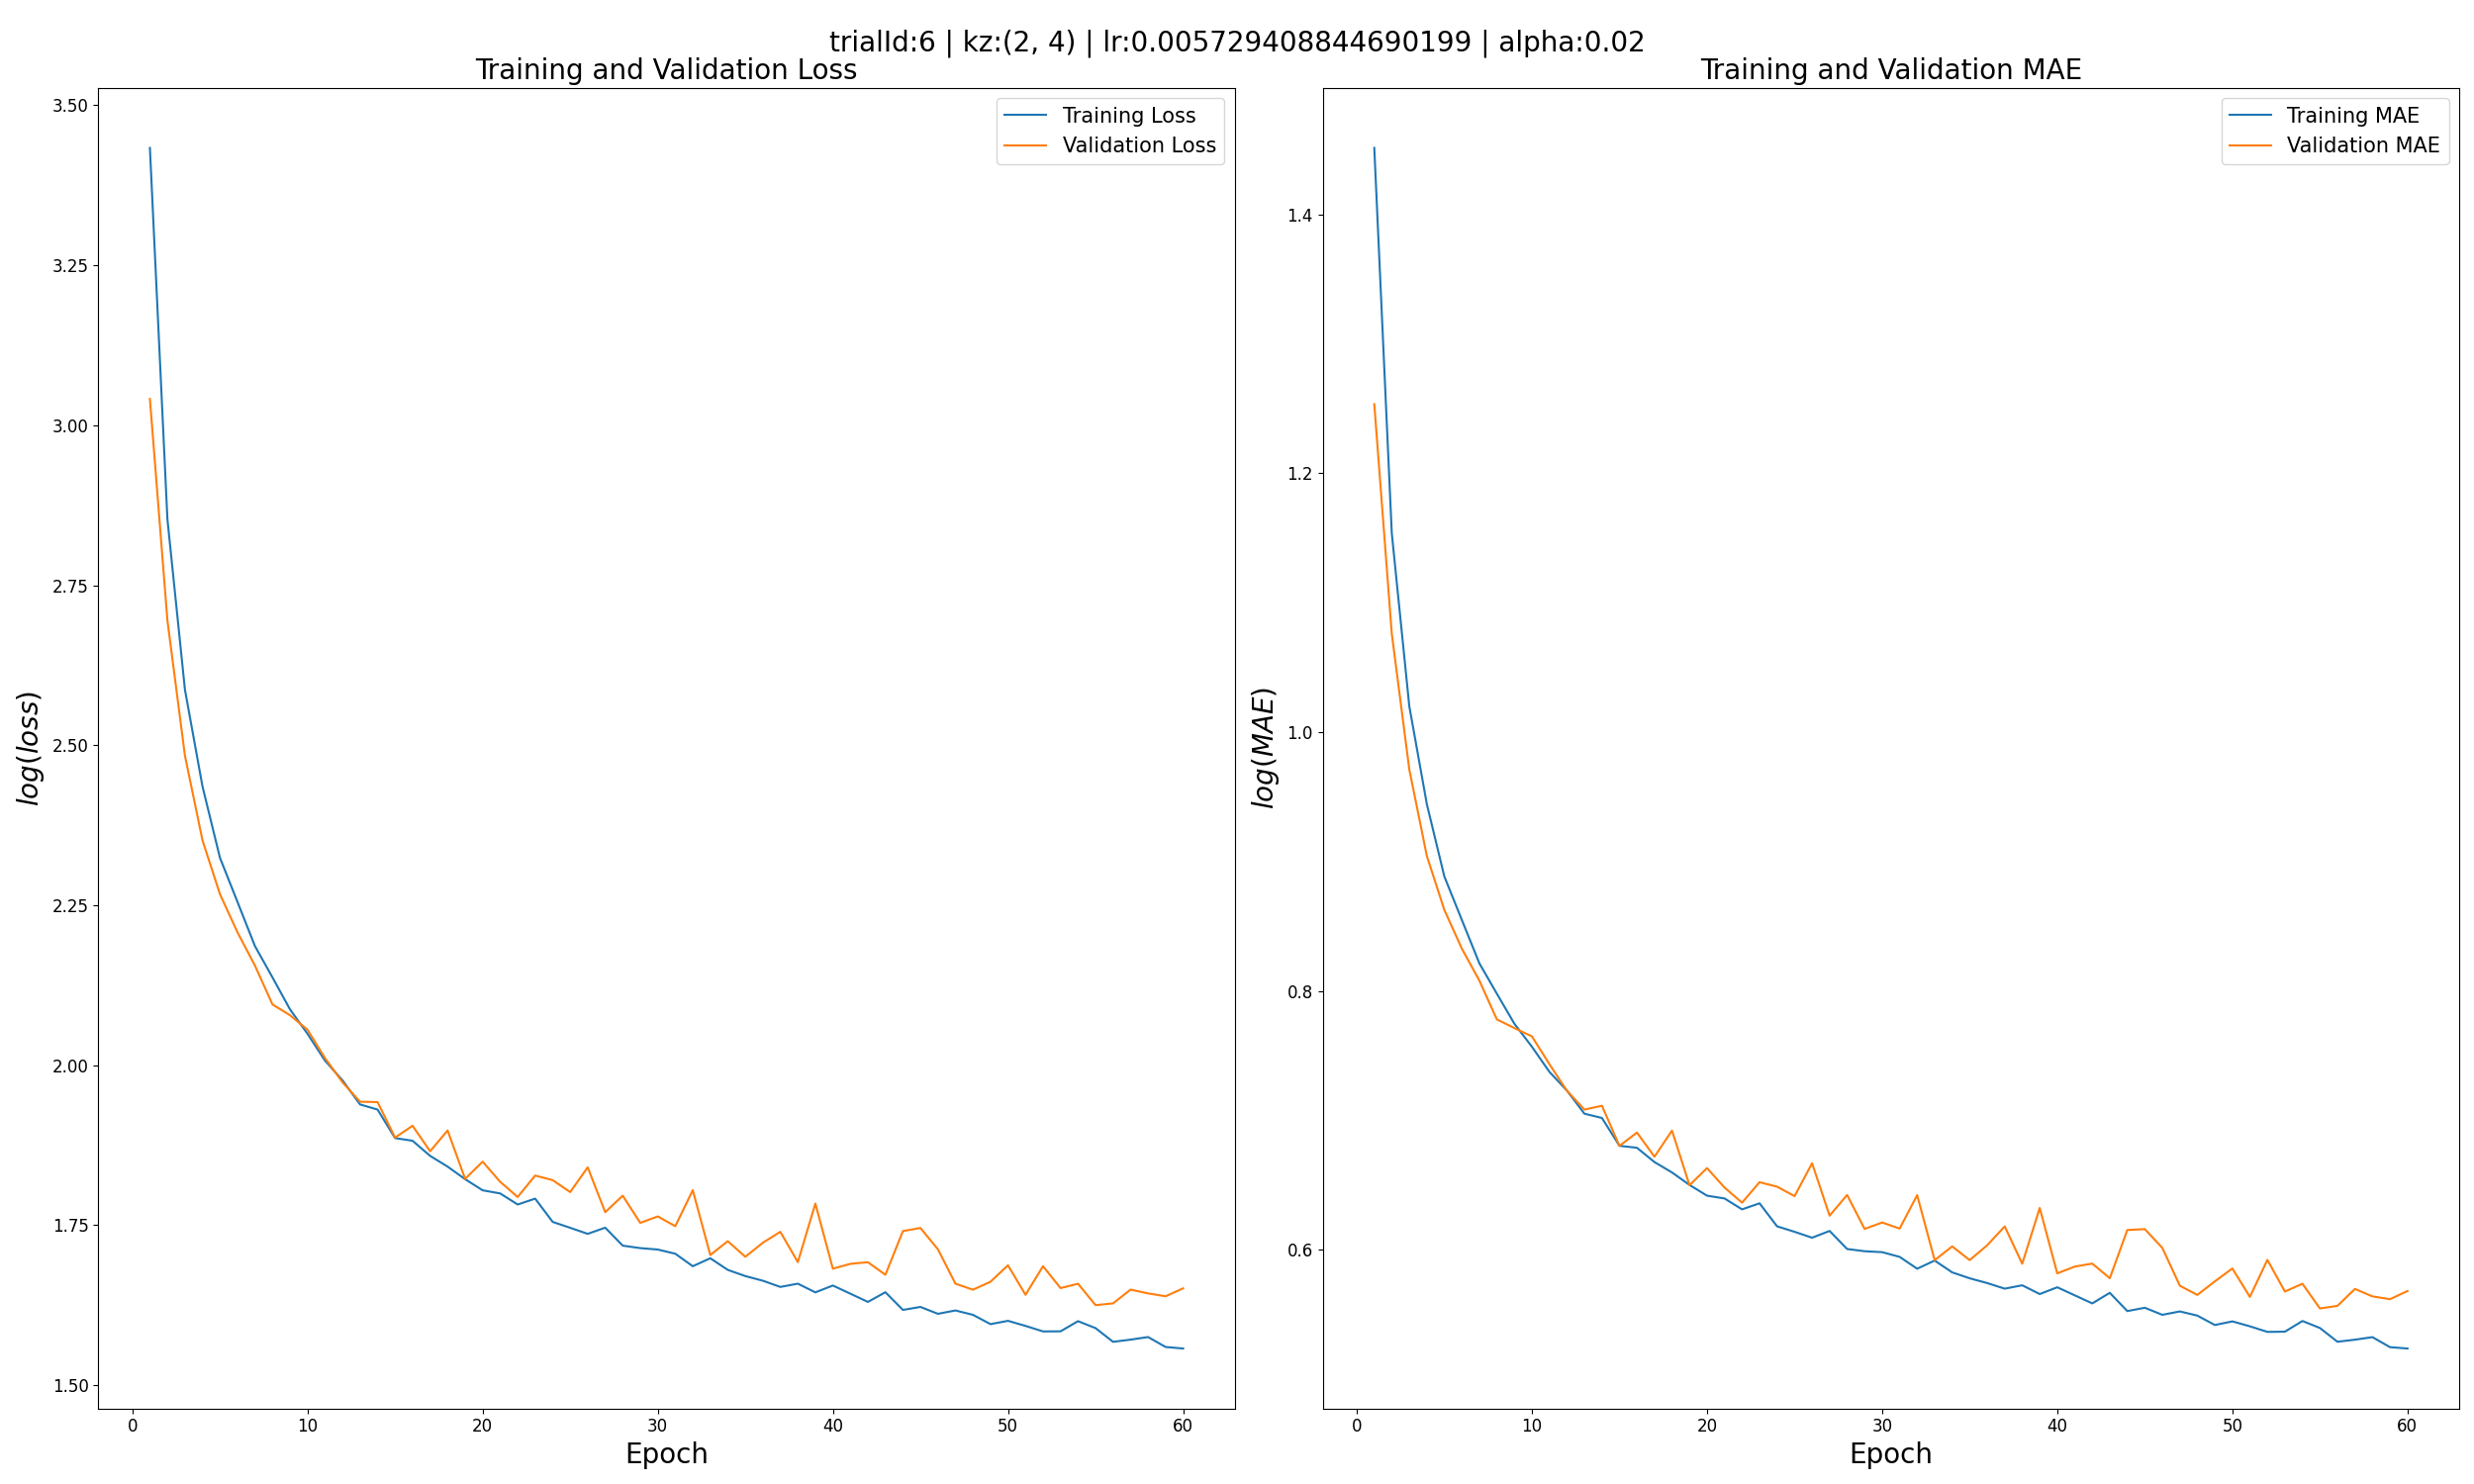 trialId:6 | kz:(2, 4) | lr:0.005729408844690199 | alpha:0.02
Training and Validation Loss
Training Loss
Validation Loss
3.50
3.25
3.00
2.75
2.50
2.25
2.00
1.75
1.50
log(loss)
0 10 20 30 40 50 60
Epoch
Training and Validation MAE
Training MAE
Validation MAE
1.4
1.2
1.0
0.8
0.6
log(MAE)
0 10 20 30 40 50 60
Epoch